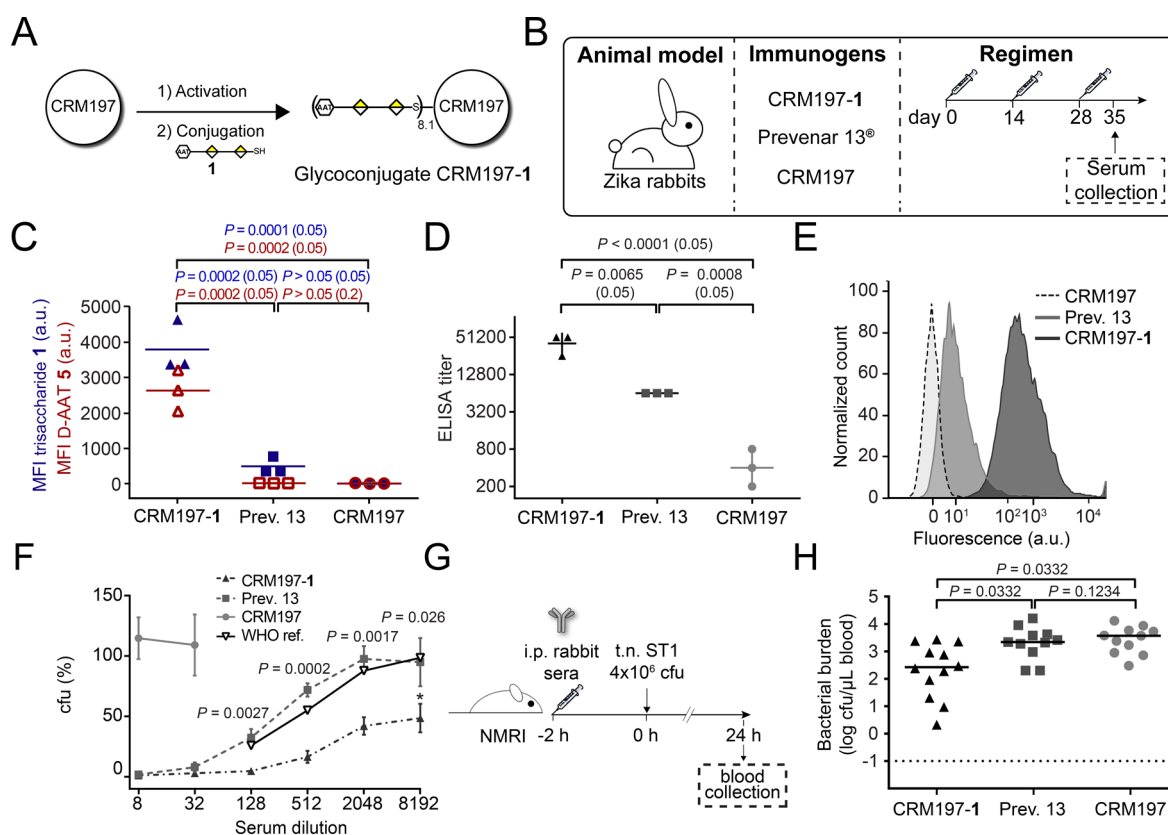 A
CRM197
1) Activation
2) Conjugation
AAT
SH
1
AAT
S
8.1
CRM197
Glycoconjugate CRM197-1
B
Animal model
Immunogens
Regimen
Zika rabbits
CRM197-1
Prevenar 13®
CRM197
day 0 14 28 35
Serum
collection
C
P = 0.0001 (0.05)
P = 0.0002 (0.05)
P = 0.0002 (0.05) P > 0.05 (0.05)
P = 0.0002 (0.05) P > 0.05 (0.2)
MFI trisaccharide 1 (a.u.)
MFI D-AAT 5 (a.u.)
5000
4000
3000
2000
1000
0
CRM197-1 Prev. 13 CRM197
D
P < 0.0001 (0.05)
P = 0.0065 P = 0.0008
(0.05) (0.05)
ELISA titer
51200
12800
3200
800
200
CRM197-1 Prev. 13 CRM197
E
CRM197
Prev. 13
CRM197-1
Normalized count
100
80
60
40
20
0
0 10¹ 10² 10³ 10⁴
Fluorescence (a.u.)
F
CRM197-1
Prev. 13
CRM197
WHO ref.
cfu (%)
150
100
50
0
P = 0.0027
P = 0.0002
P = 0.0017
P = 0.026
*
8 32 128 512 2048 8192
Serum dilution
G
i.p. rabbit
sera
t.n. ST1
4x10⁶ cfu
NMRI
-2 h 0 h 24 h
blood
collection
H
P = 0.0332
P = 0.0332 P = 0.1234
Bacterial burden
(log cfu/µL blood)
5
4
3
2
1
0
-1
CRM197-1 Prev. 13 CRM197